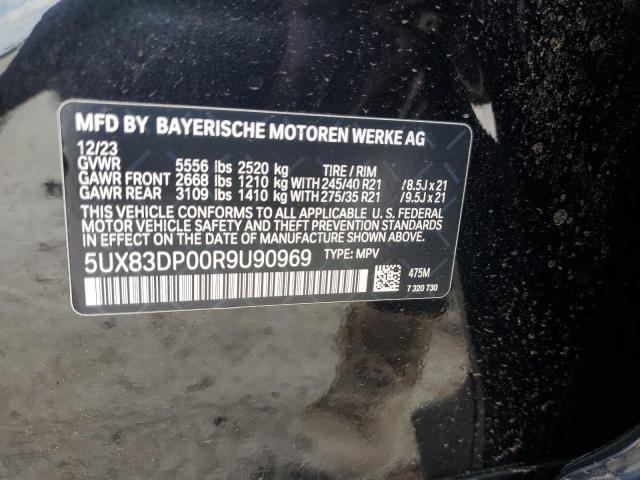 MFD BY BAYERISCHE MOTOREN WERKE AG
12/23
GVWR 5556 lbs 2520 kg TIRE / RIM
GAWR FRONT 2668 lbs 1210 kg WITH 245/40 R21 /8.5J x 21
GAWR REAR 3109 lbs 1410 kg WITH 275/35 R21 /9.5J x 21
THIS VEHICLE CONFORMS TO ALL APPLICABLE U. S. FEDERAL
MOTOR VEHICLE SAFETY AND THEFT PREVENTION STANDARDS
IN EFFECT ON THE DATE OF MANUFACTURE SHOWN ABOVE.
5UX83DP00R9U90969 TYPE: MPV
475M
7 320 730